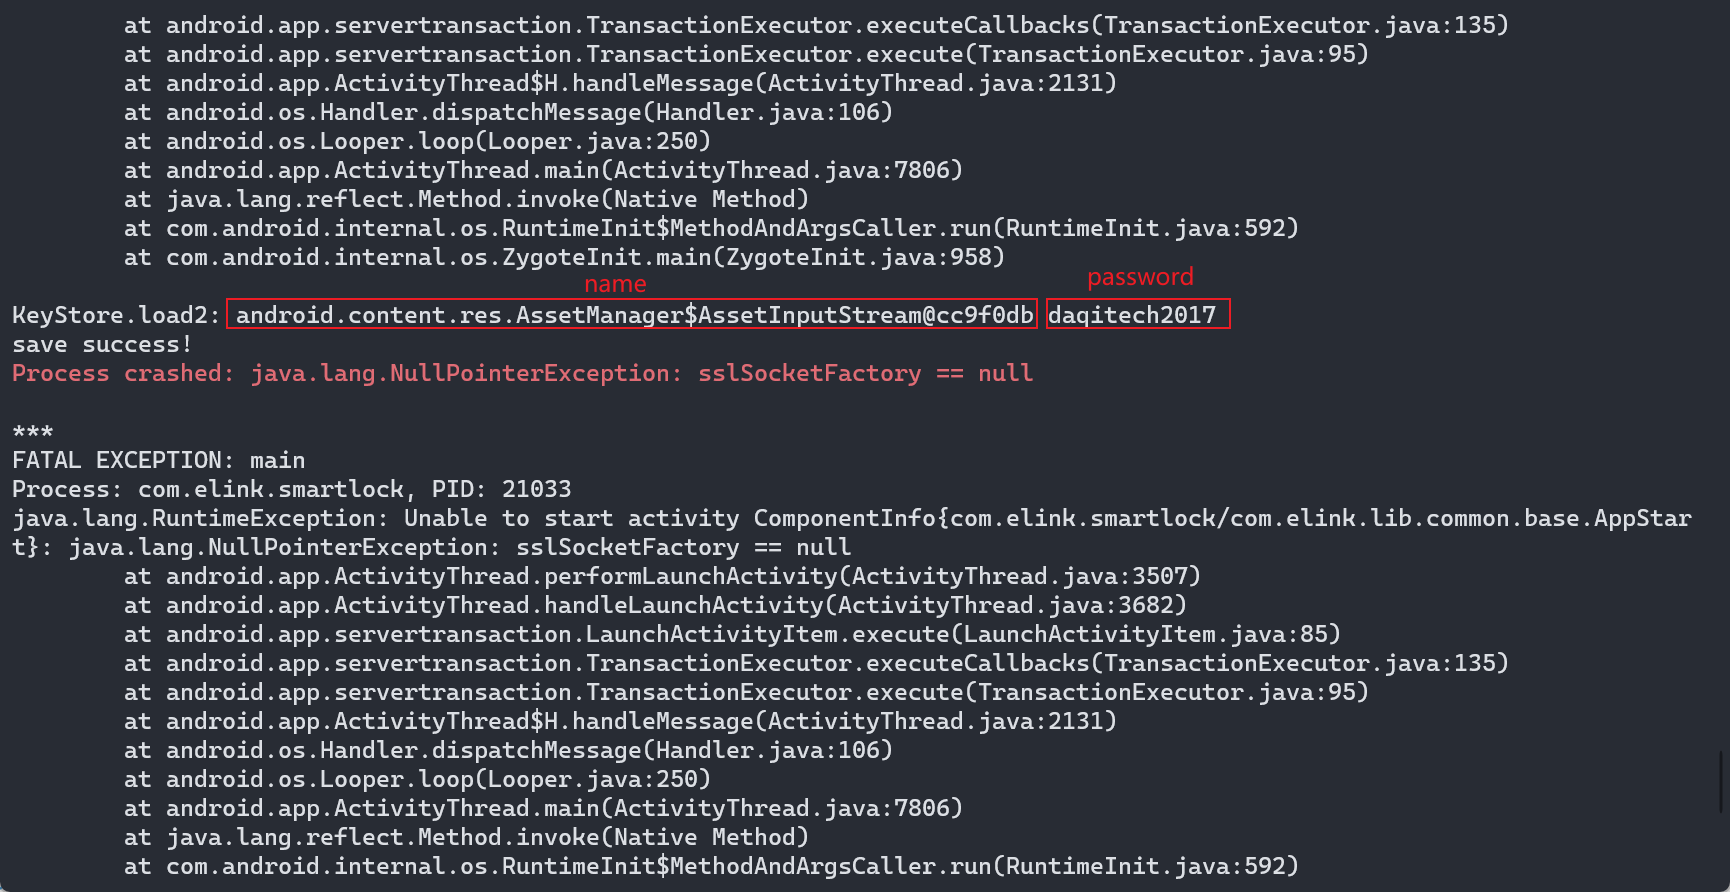 at android.app.servertransaction.TransactionExecutor.executeCallbacks(TransactionExecutor.java:135)
at android.app.servertransaction.TransactionExecutor.execute(TransactionExecutor.java:95)
at android.app.ActivityThread$H.handleMessage(ActivityThread.java:2131)
at android.os.Handler.dispatchMessage(Handler.java:106)
at android.os.Looper.loop(Looper.java:250)
at android.app.ActivityThread.main(ActivityThread.java:7806)
at java.lang.reflect.Method.invoke(Native Method)
at com.android.internal.os.RuntimeInit$MethodAndArgsCaller.run(RuntimeInit.java:592)
at com.android.internal.os.ZygoteInit.main(ZygoteInit.java:958)
name password
KeyStore.load2: android.content.res.AssetManager$AssetInputStream@cc9f0db daqitech2017
save success!
Process crashed: java.lang.NullPointerException: sslSocketFactory == null
***
FATAL EXCEPTION: main
Process: com.elink.smartlock, PID: 21033
java.lang.RuntimeException: Unable to start activity ComponentInfo{com.elink.smartlock/com.elink.lib.common.base.AppStar
t}: java.lang.NullPointerException: sslSocketFactory == null
at android.app.ActivityThread.performLaunchActivity(ActivityThread.java:3507)
at android.app.ActivityThread.handleLaunchActivity(ActivityThread.java:3682)
at android.app.servertransaction.LaunchActivityItem.execute(LaunchActivityItem.java:85)
at android.app.servertransaction.TransactionExecutor.executeCallbacks(TransactionExecutor.java:135)
at android.app.servertransaction.TransactionExecutor.execute(TransactionExecutor.java:95)
at android.app.ActivityThread$H.handleMessage(ActivityThread.java:2131)
at android.os.Handler.dispatchMessage(Handler.java:106)
at android.os.Looper.loop(Looper.java:250)
at android.app.ActivityThread.main(ActivityThread.java:7806)
at java.lang.reflect.Method.invoke(Native Method)
at com.android.internal.os.RuntimeInit$MethodAndArgsCaller.run(RuntimeInit.java:592)